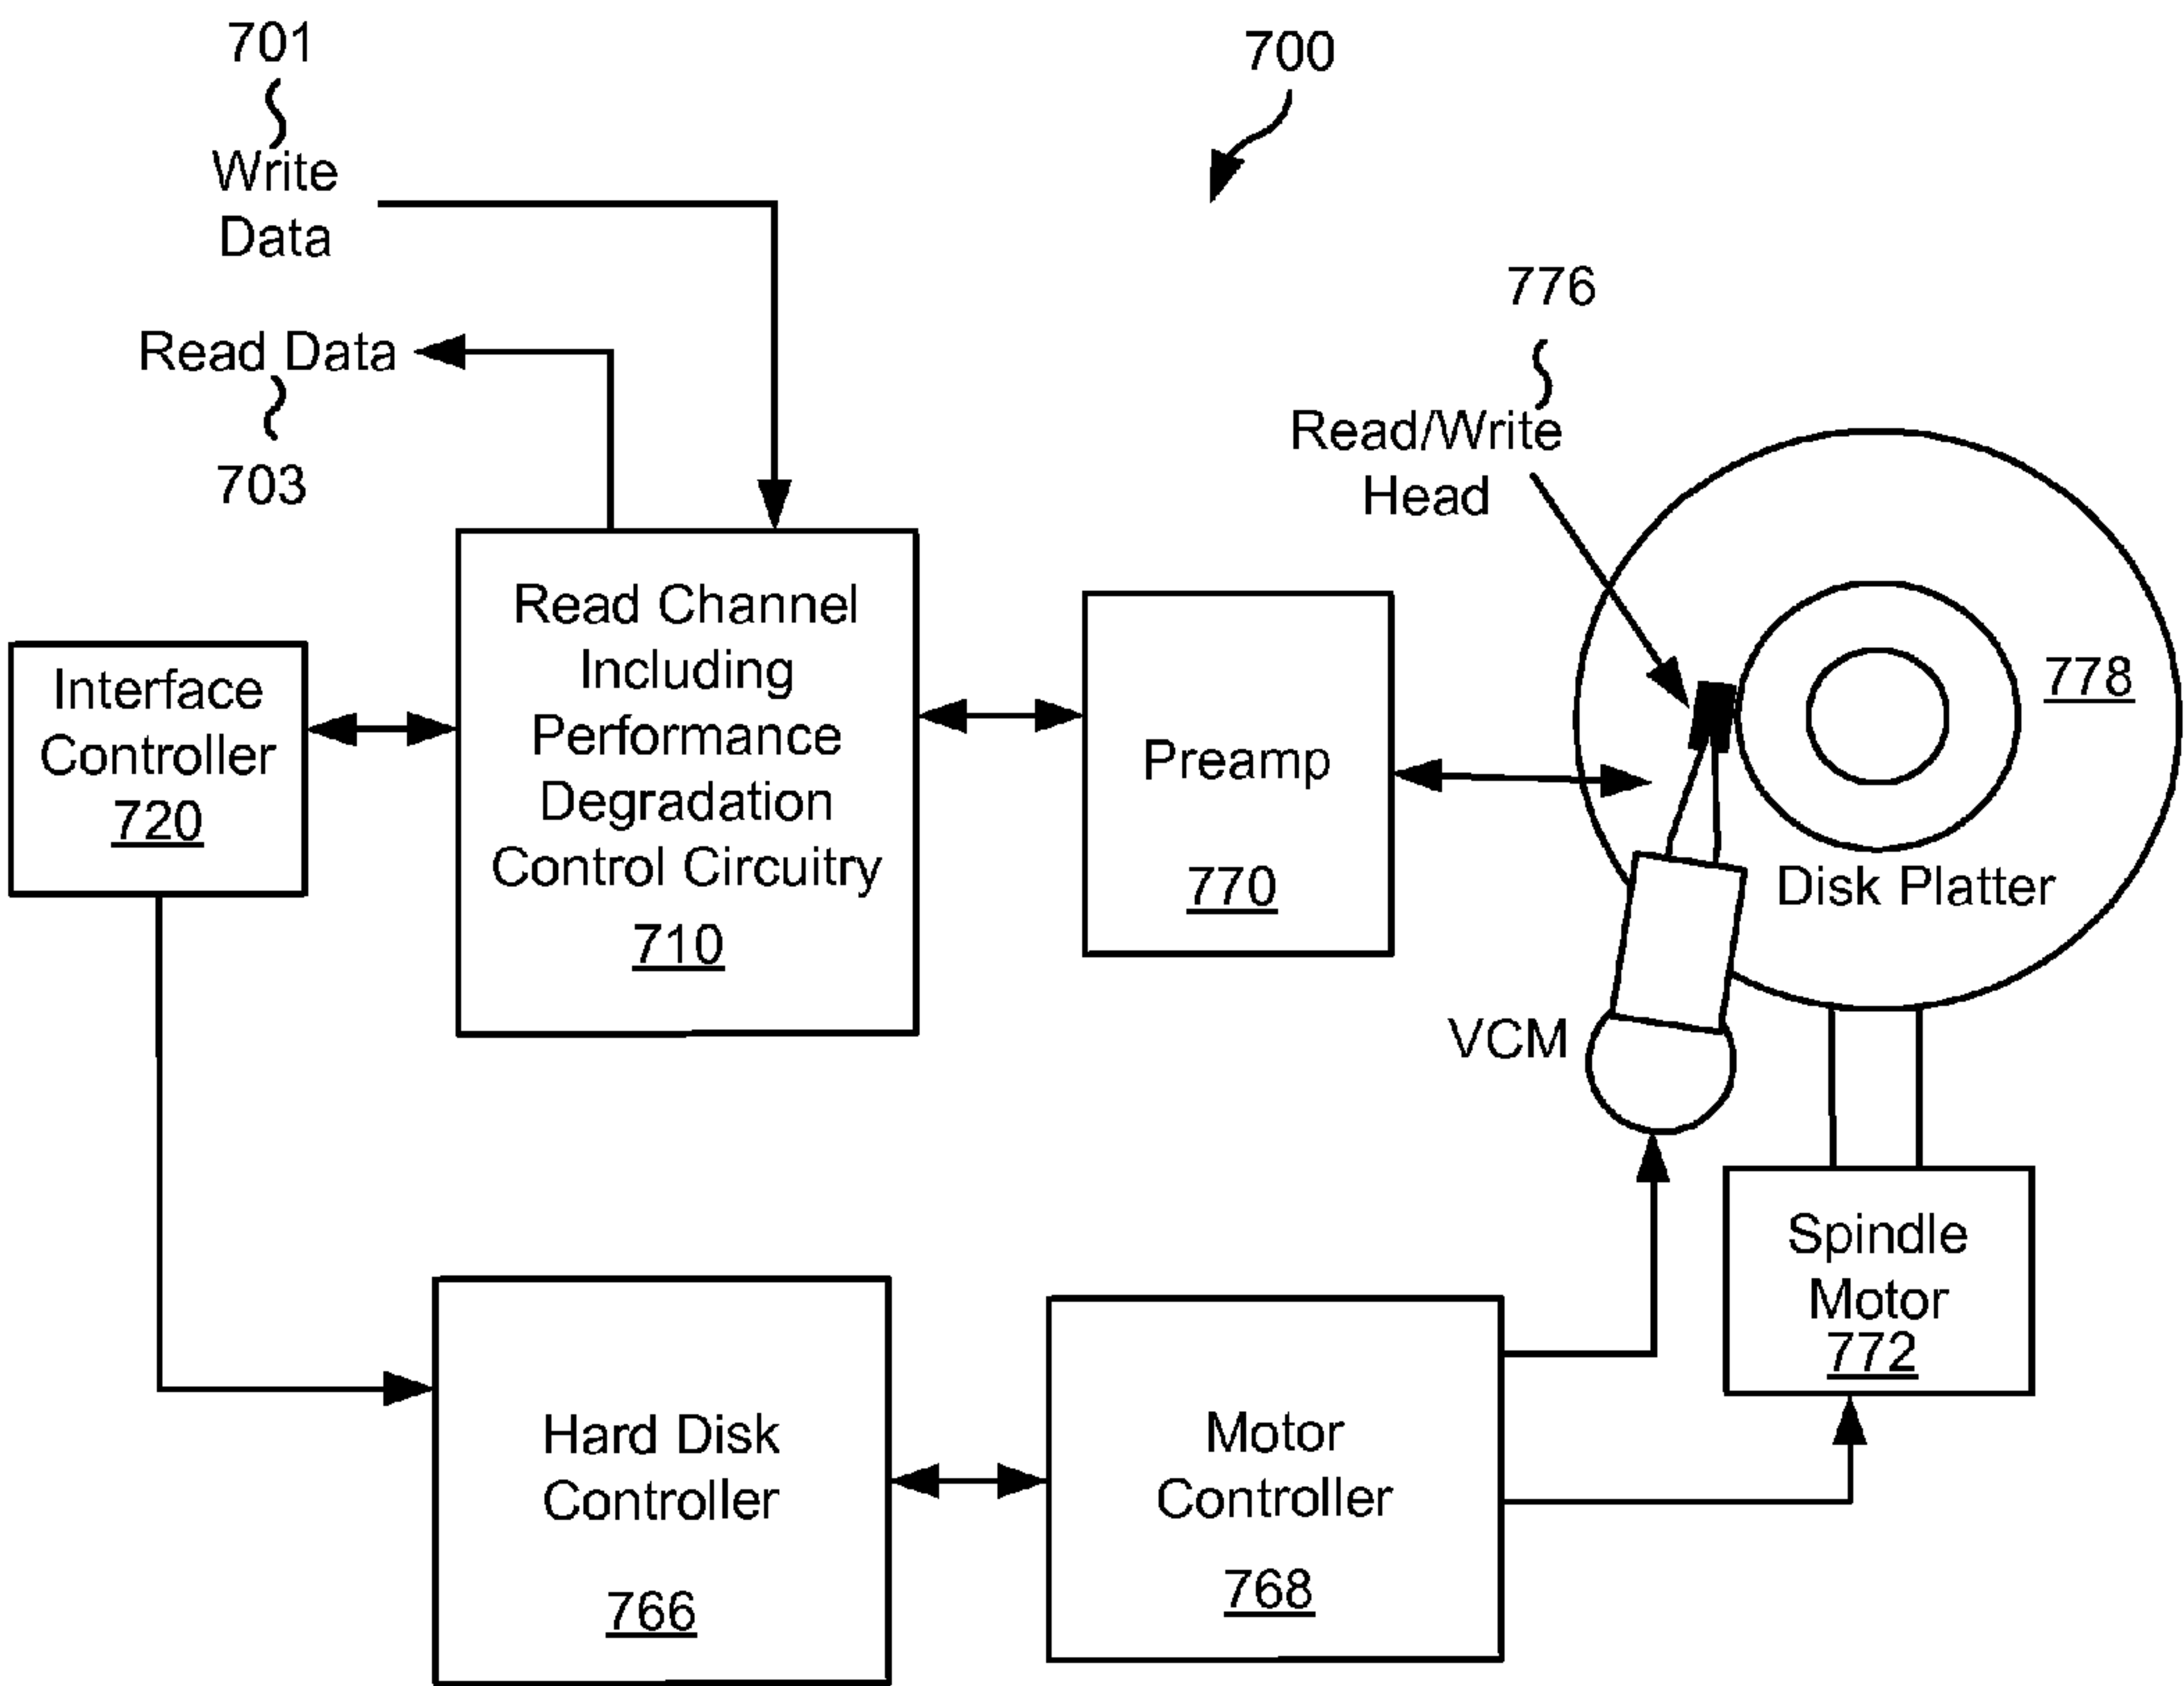 701
Write
Data
Read Data
703
700
776
Read/Write
Head
Interface
Controller
720
Read Channel
Including
Performance
Degradation
Control Circuitry
710
Preamp
770
778
Disk Platter
VCM
Spindle
Motor
772
Hard Disk
Controller
766
Motor
Controller
768